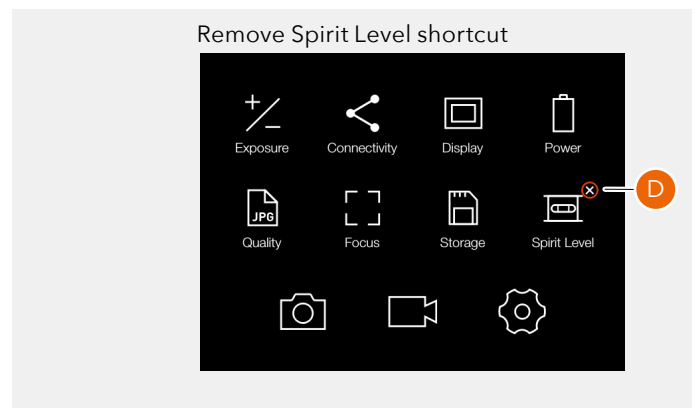 Remove Spirit Level shortcut
Exposure Connectivity Display Power
D
JPG
Quality Focus Storage Spirit Level